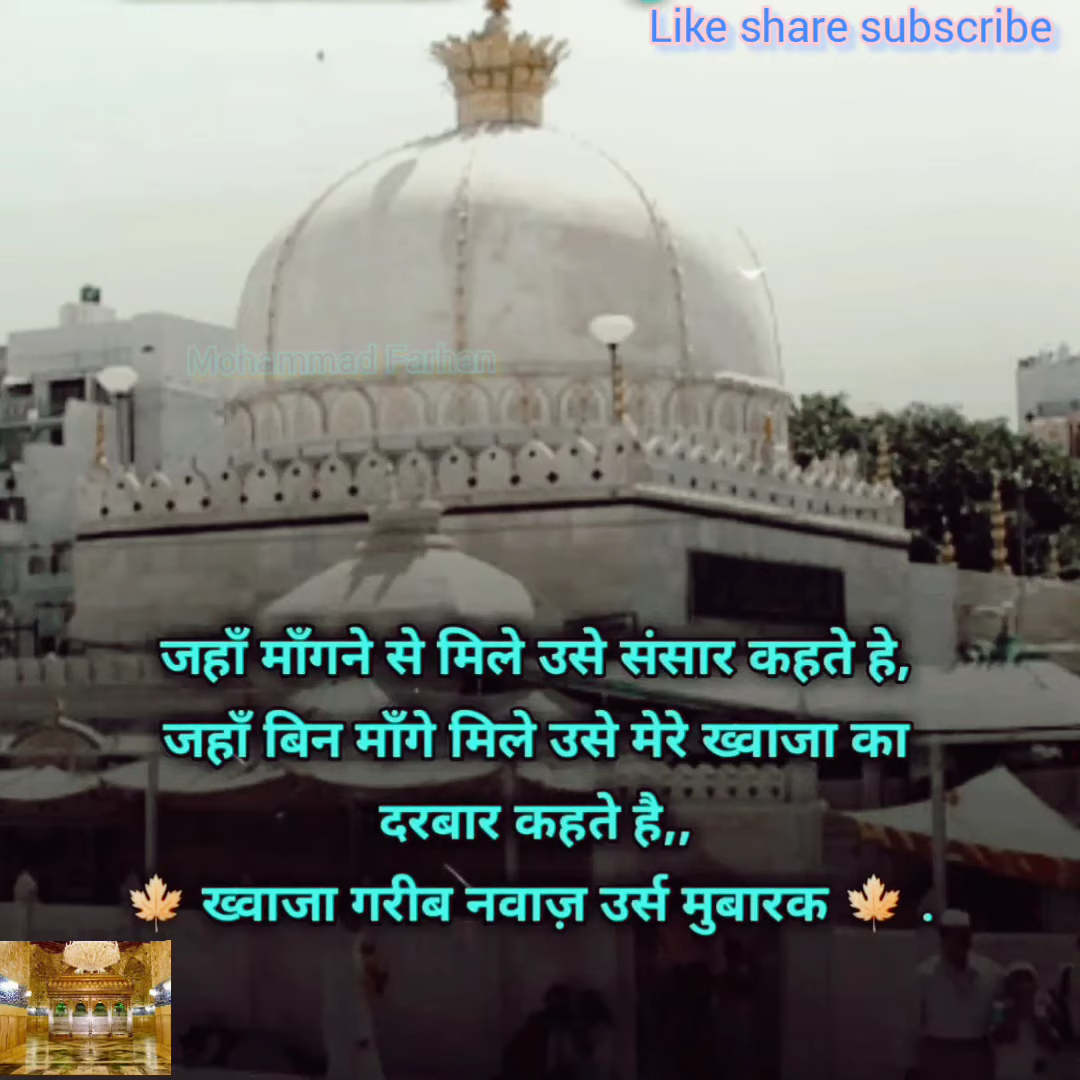 Like share subscribe
Mohammad Farhan
जहाँ माँगने से मिले उसे संसार कहते हे,
जहाँ बिन माँगे मिले उसे मेरे ख्वाजा का
दरबार कहते है,,
🍁 ख्वाजा गरीब नवाज़ उर्स मुबारक 🍁 .